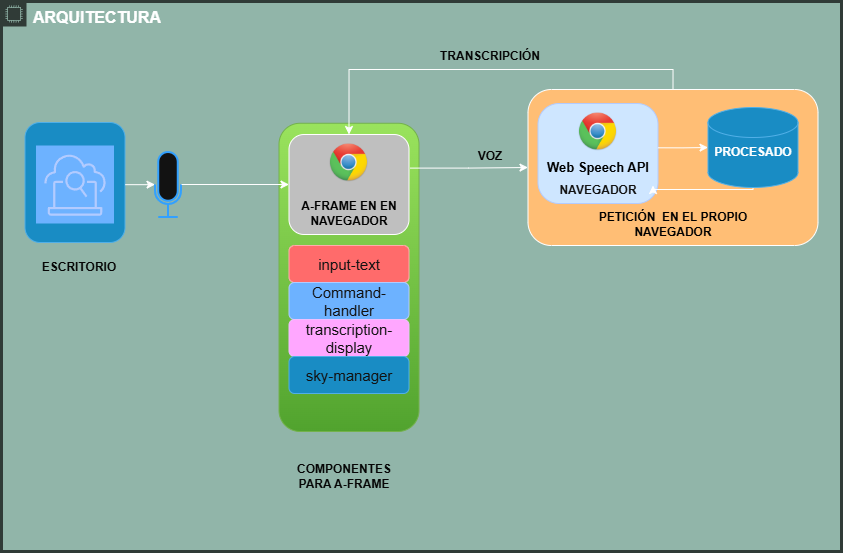 ARQUITECTURA
TRANSCRIPCIÓN
VOZ
Web Speech API
NAVEGADOR
PROCESADO
PETICIÓN EN EL PROPIO
NAVEGADOR
ESCRITORIO
A-FRAME EN EN
NAVEGADOR
input-text
Command-
handler
transcription-
display
sky-manager
COMPONENTES
PARA A-FRAME